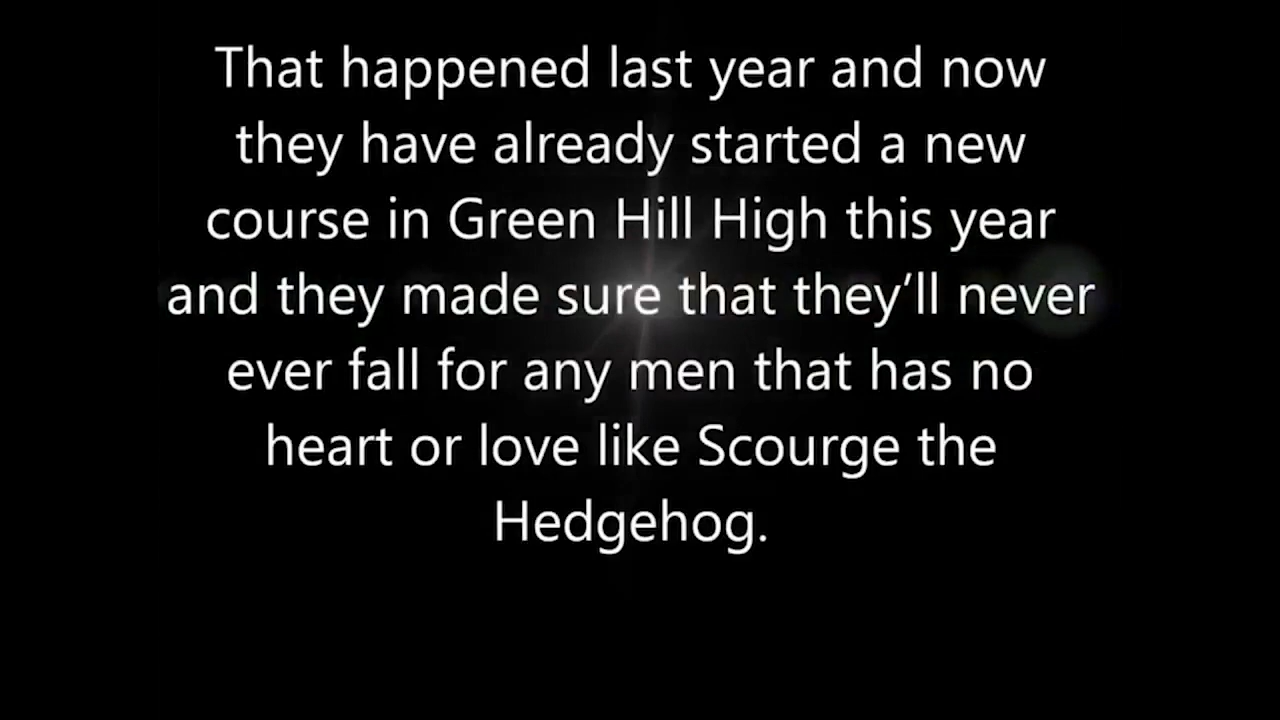 That happened last year and now
they have already started a new
course in Green Hill High this year
and they made sure that they’ll never
ever fall for any men that has no
heart or love like Scourge the
Hedgehog.